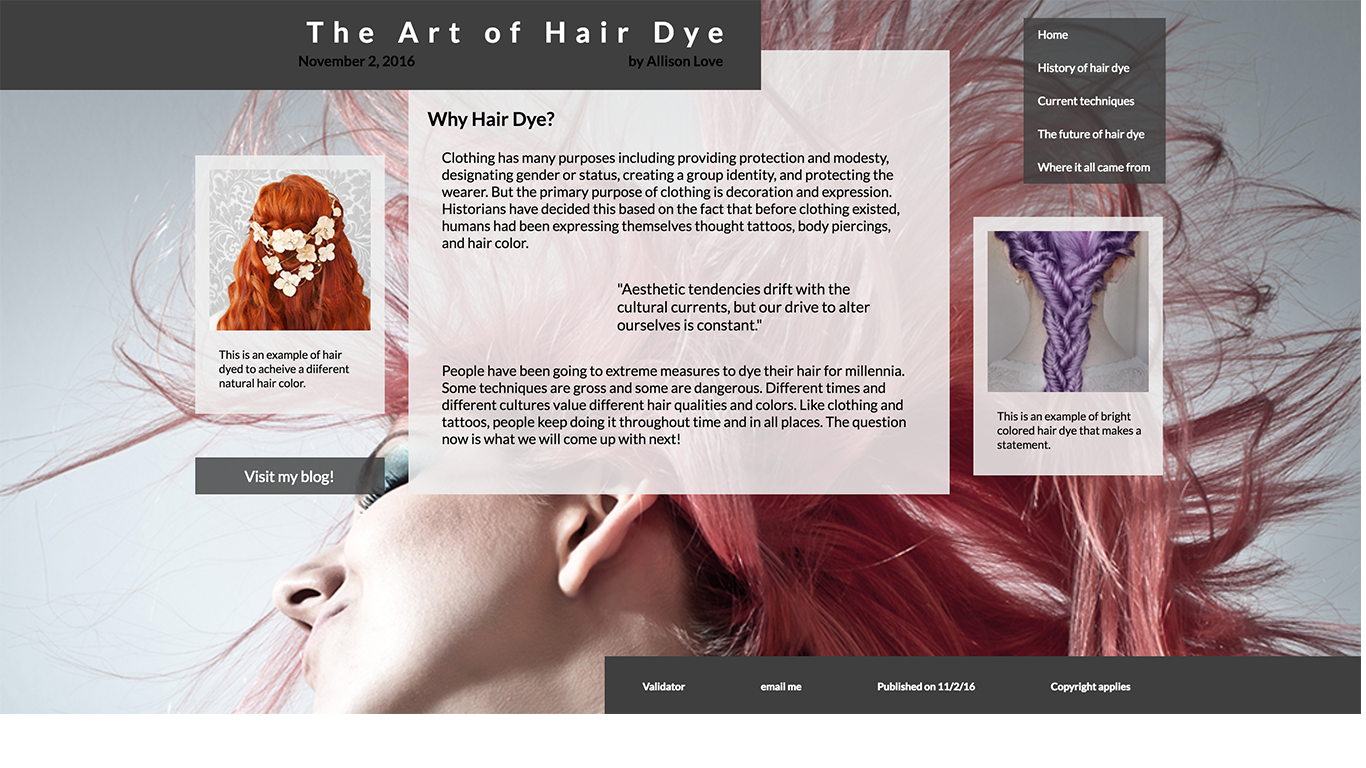 The Art of Hair Dye
November 2, 2016
by Allison Love
Home
History of hair dye
Current techniques
The future of hair dye
Where it all came from
Why Hair Dye?
Clothing has many purposes including providing protection and modesty,
designating gender or status, creating a group identity, and protecting the
wearer. But the primary purpose of clothing is decoration and expression.
Historians have decided this based on the fact that before clothing existed,
humans had been expressing themselves thought tattoos, body piercings,
and hair color.
"Aesthetic tendencies drift with the
cultural currents, but our drive to alter
ourselves is constant."
People have been going to extreme measures to dye their hair for millennia.
Some techniques are gross and some are dangerous. Different times and
different cultures value different hair qualities and colors. Like clothing and
tattoos, people keep doing it throughout time and in all places. The question
now is what we will come up with next!
This is an example of hair
dyed to acheive a diifferent
natural hair color.
Visit my blog!
This is an example of bright
colored hair dye that makes a
statement.
Validator
email me
Published on 11/2/16
Copyright applies